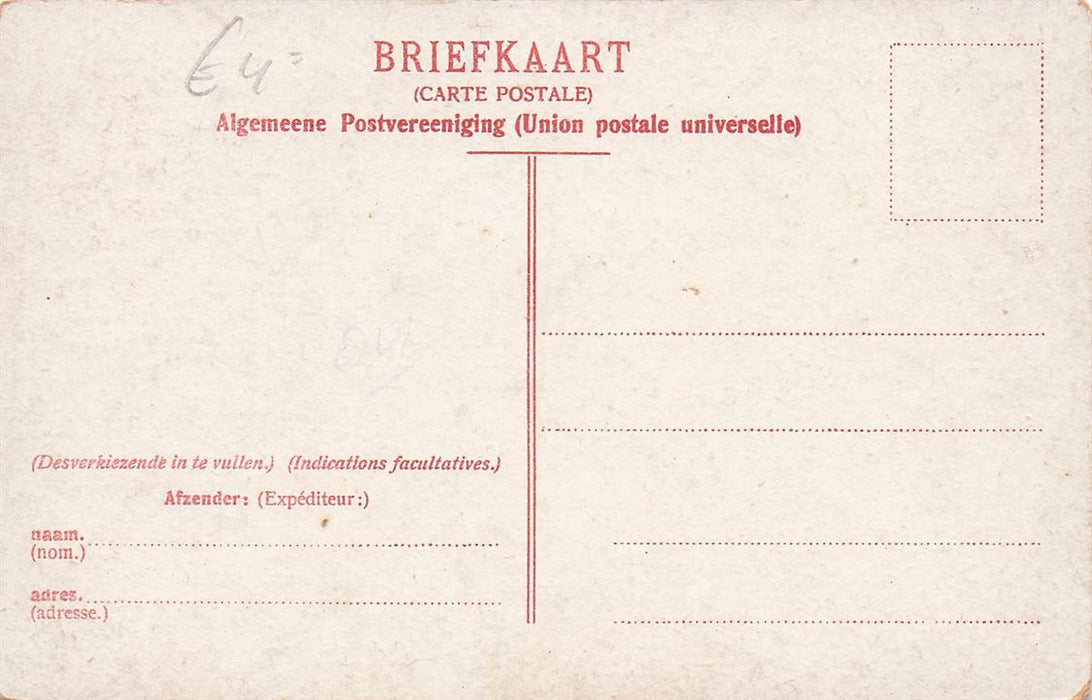 € 4=
BRIEFKAART
(CARTE POSTALE)
Algemeene Postvereeniging (Union postale universelle)
(Desverkiezende in te vullen.) (Indications facultatives.)
Afzender: (Expéditeur:)
naam.
(nom.)
adres.
(adresse.)